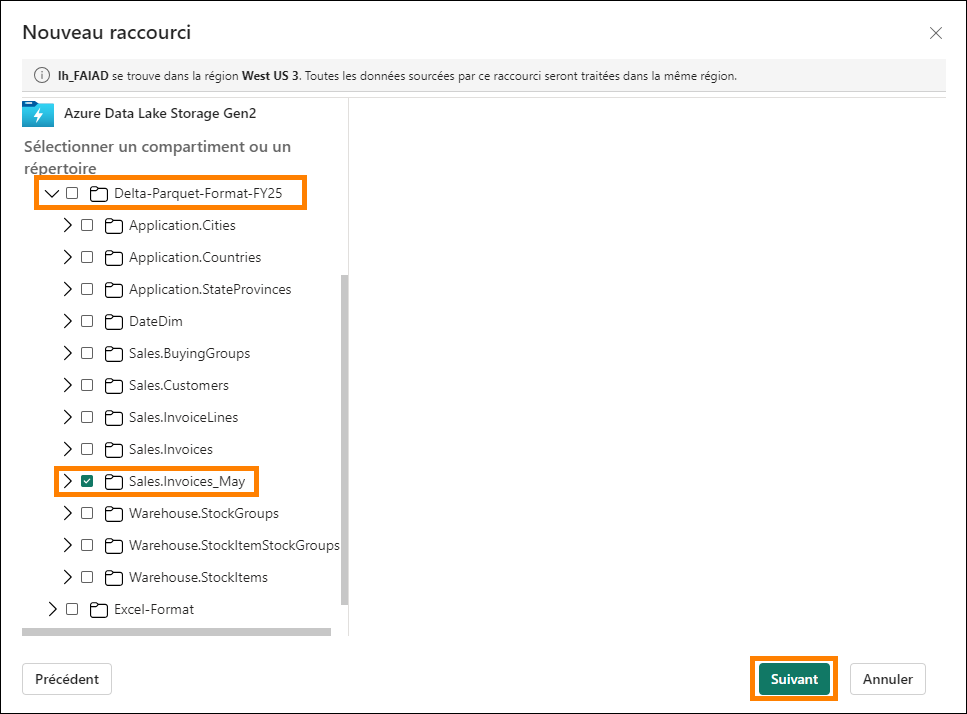 Nouveau raccourci
lh_FAIAD se trouve dans la région West US 3. Toutes les données sourcées par ce raccourci seront traitées dans la même région.
Azure Data Lake Storage Gen2
Sélectionner un compartiment ou un
répertoire
Delta-Parquet-Format-FY25
Application.Cities
Application.Countries
Application.StateProvinces
DateDim
Sales.BuyingGroups
Sales.Customers
Sales.InvoiceLines
Sales.Invoices
Sales.Invoices_May
Warehouse.StockGroups
Warehouse.StockItemStockGroups
Warehouse.StockItems
Excel-Format
Précédent
Suivant
Annuler